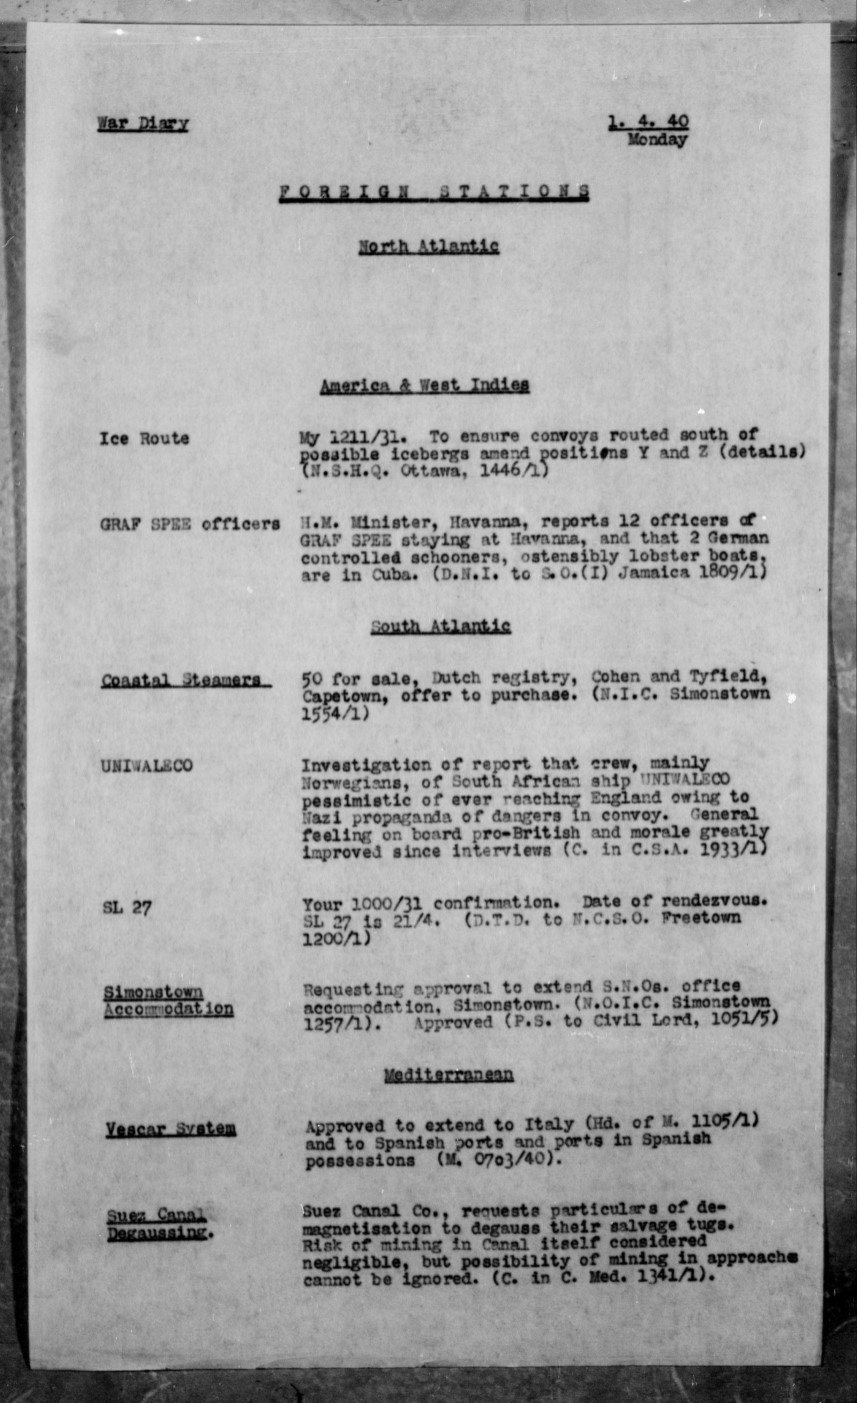 War Diary
1. 4. 40
Monday
FOREIGN STATIONS
North Atlantic
America & West Indies
Ice Route
My 1211/31. To ensure convoys routed south of
possible icebergs amend positions Y and Z (details)
(N.S.H.Q. Ottawa, 1446/1)
GRAF SPEE officers
H.M. Minister, Havanna, reports 12 officers of
GRAF SPEE staying at Havanna, and that 2 German
controlled schooners, ostensibly lobster boats,
are in Cuba. (D.N.I. to S.O.(I) Jamaica 1809/1)
South Atlantic
Coastal Steamers
50 for sale, Dutch registry, Cohen and Tyfield,
Capetown, offer to purchase. (N.I.C. Simonstown
1554/1)
UNIWALECO
Investigation of report that crew, mainly
Norwegians, of South African ship UNIWALECO
pessimistic of ever reaching England owing to
Nazi propaganda of dangers in convoy. General
feeling on board pro-British and morale greatly
improved since interviews (C. in C.S.A. 1933/1)
SL 27
Your 1000/31 confirmation. Date of rendezvous.
SL 27 is 21/4. (D.T.D. to N.C.S.O. Freetown
1200/1)
Simonstown
Accommodation
Requesting approval to extend S.N.Os. office
accommodation, Simonstown. (N.O.I.C. Simonstown
1257/1). Approved (P.S. to Civil Lord, 1051/5)
Mediterranean
Vescar System
Approved to extend to Italy (Hd. of M. 1105/1)
and to Spanish ports and ports in Spanish
possessions (M. 0703/40).
Suez Canal
Degaussing.
Suez Canal Co., requests particulars of de-
magnetisation to degauss their salvage tugs.
Risk of mining in Canal itself considered
negligible, but possibility of mining in approache
cannot be ignored. (C. in C. Med. 1341/1).